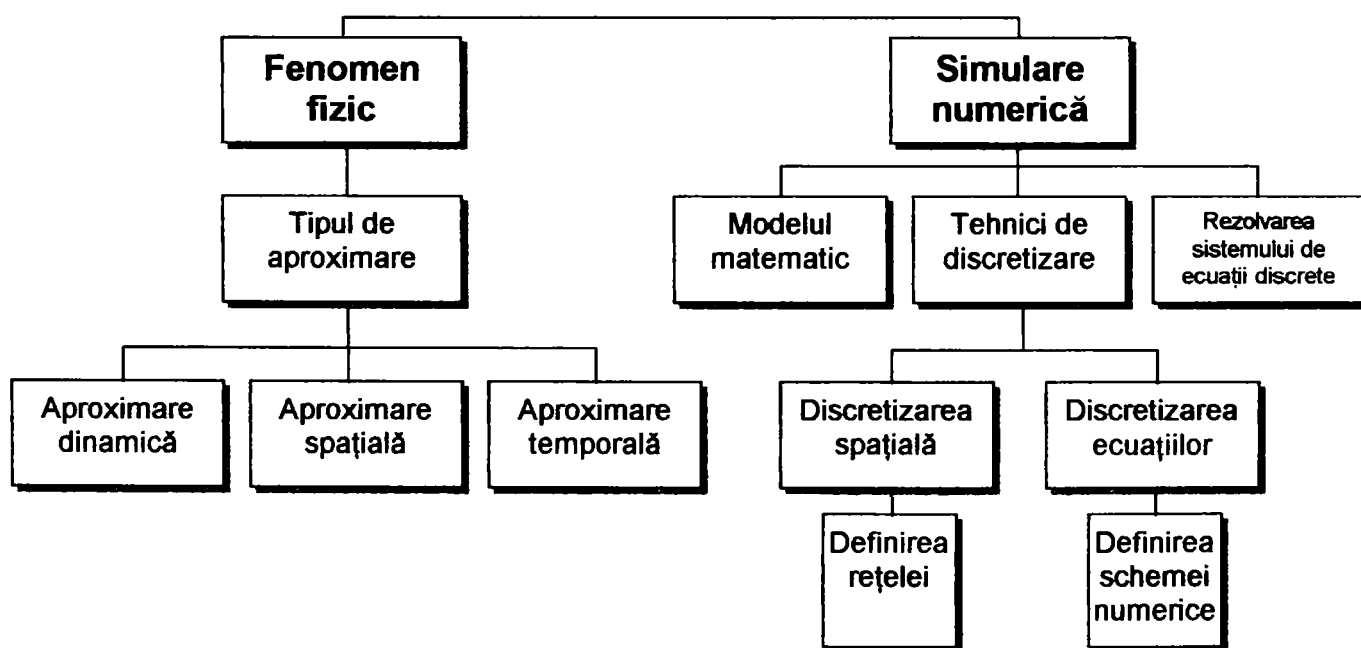 Fenomen
fizic
Simulare
numerică
Tipul de
aproximare
Modelul
matematic
Tehnici de
discretizare
Rezolvarea
sistemului de
ecuații discrete
Aproximare
dinamică
Aproximare
spațială
Aproximare
temporală
Discretizarea
spațială
Discretizarea
ecuațiilor
Definirea
rețelei
Definirea
schemei
numerice